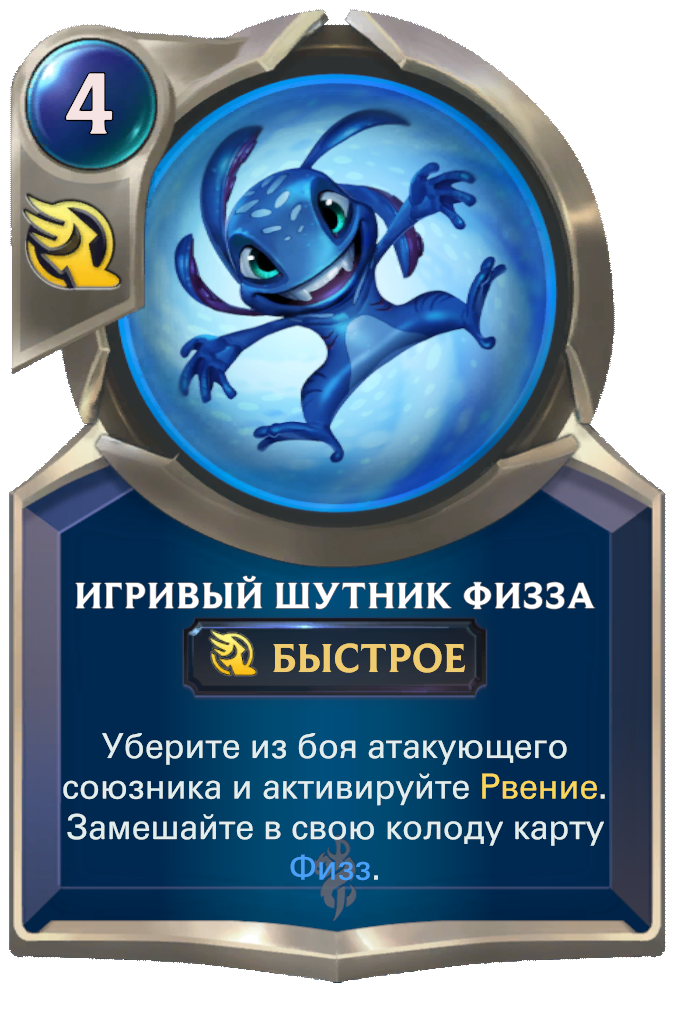 4
ИГРИВЫЙ ШУТНИК ФИЗЗА
БЫСТРОЕ
Уберите из боя атакующего
союзника и активируйте Рвение.
Замешайте в свою колоду карту
Физз.